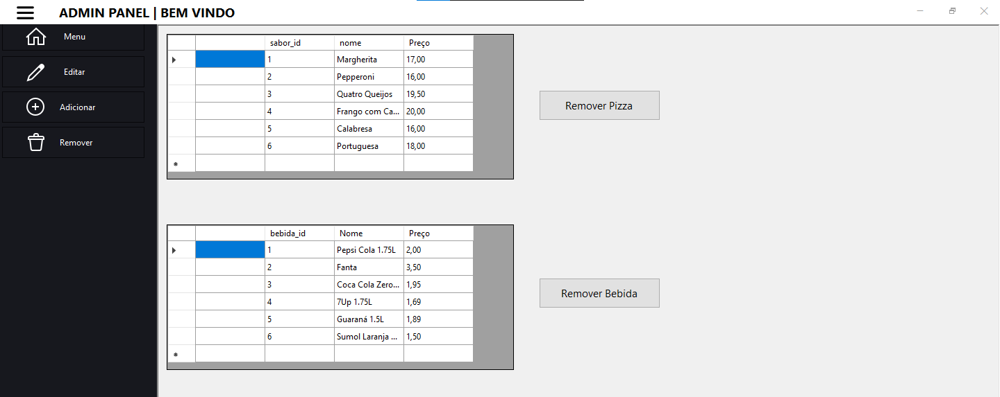 ADMIN PANEL | BEM VINDO
Menu
Editar
Adicionar
Remover
sabor_id nome Preço
1 Margherita 17,00
2 Pepperoni 16,00
3 Quatro Queijos 19,50
4 Frango com Ca... 20,00
5 Calabresa 16,00
6 Portuguesa 18,00
Remover Pizza
bebida_id Nome Preço
1 Pepsi Cola 1.75L 2,00
2 Fanta 3,50
3 Coca Cola Zero... 1,95
4 7Up 1.75L 1,69
5 Guaraná 1.5L 1,89
6 Sumol Laranja ... 1,50
Remover Bebida